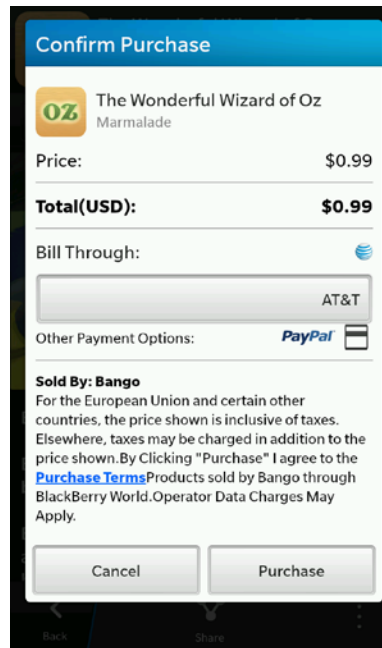 Confirm Purchase
OZ
The Wonderful Wizard of Oz
Marmalade
Price: $0.99
Total(USD): $0.99
Bill Through:
AT&T
Other Payment Options: PayPal
Sold By: Bango
For the European Union and certain other
countries, the price shown is inclusive of taxes.
Elsewhere, taxes may be charged in addition to the
price shown.By Clicking "Purchase" I agree to the
Purchase TermsProducts sold by Bango through
BlackBerry World.Operator Data Charges May
Apply.
Cancel Purchase
Back Share